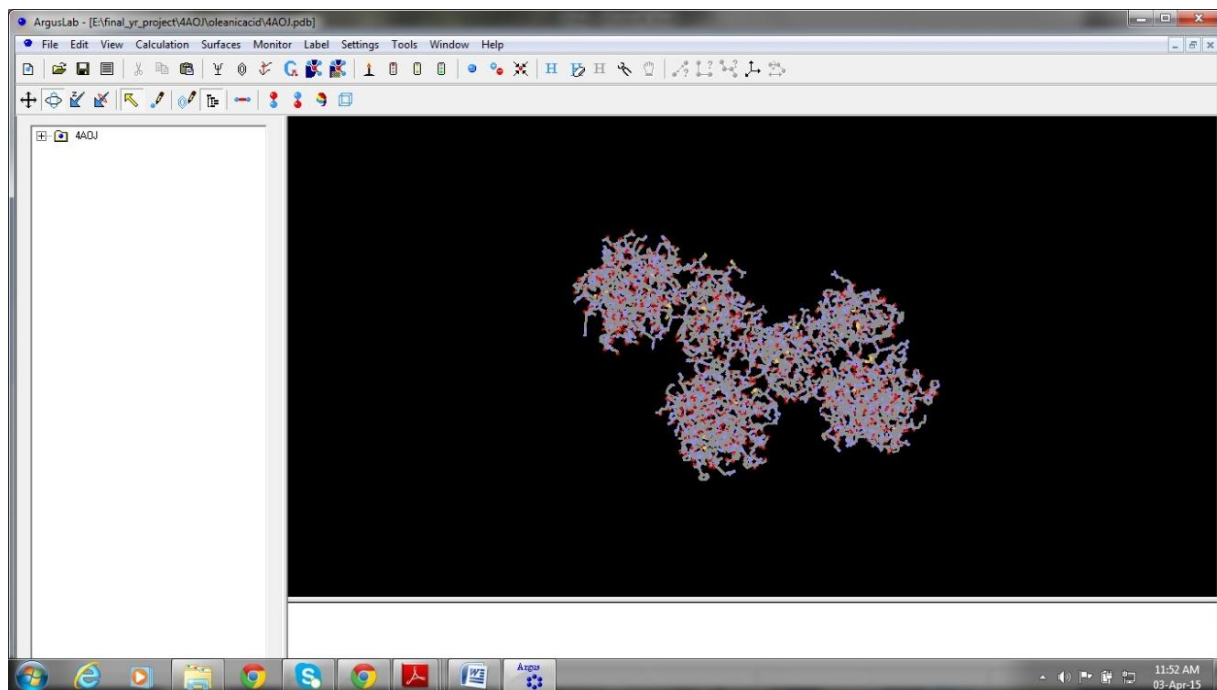 ArgusLab - [E:\final_yr_project\4AOJ\oleanicacid\4AOJ.pdb]
File Edit View Calculation Surfaces Monitor Label Settings Tools Window Help
4AOJ
Argus
11:52 AM
03-Apr-15